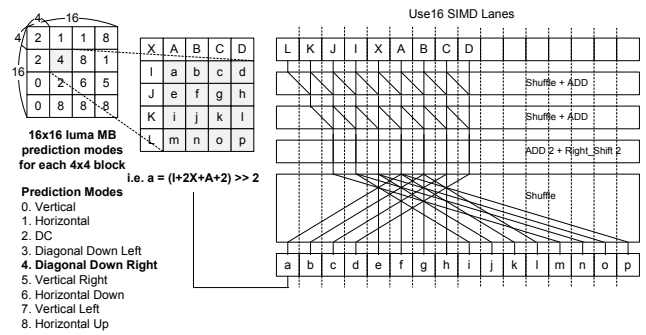 4 16
4 2 1 1 8
2 4 8 1
16 0 2 6 5
0 8 8 8
16x16 luma MB
prediction modes
for each 4x4 block
X A B C D
I a b c d
J e f g h
K i j k l
L m n o p
i.e. a = (I+2X+A+2) >> 2
Prediction Modes
0. Vertical
1. Horizontal
2. DC
3. Diagonal Down Left
4. Diagonal Down Right
5. Vertical Right
6. Horizontal Down
7. Vertical Left
8. Horizontal Up
Use16 SIMD Lanes
L K J I X A B C D
Shuffle + ADD
Shuffle + ADD
ADD 2 + Right_Shift 2
Shuffle
a b c d e f g h i j k l m n o p